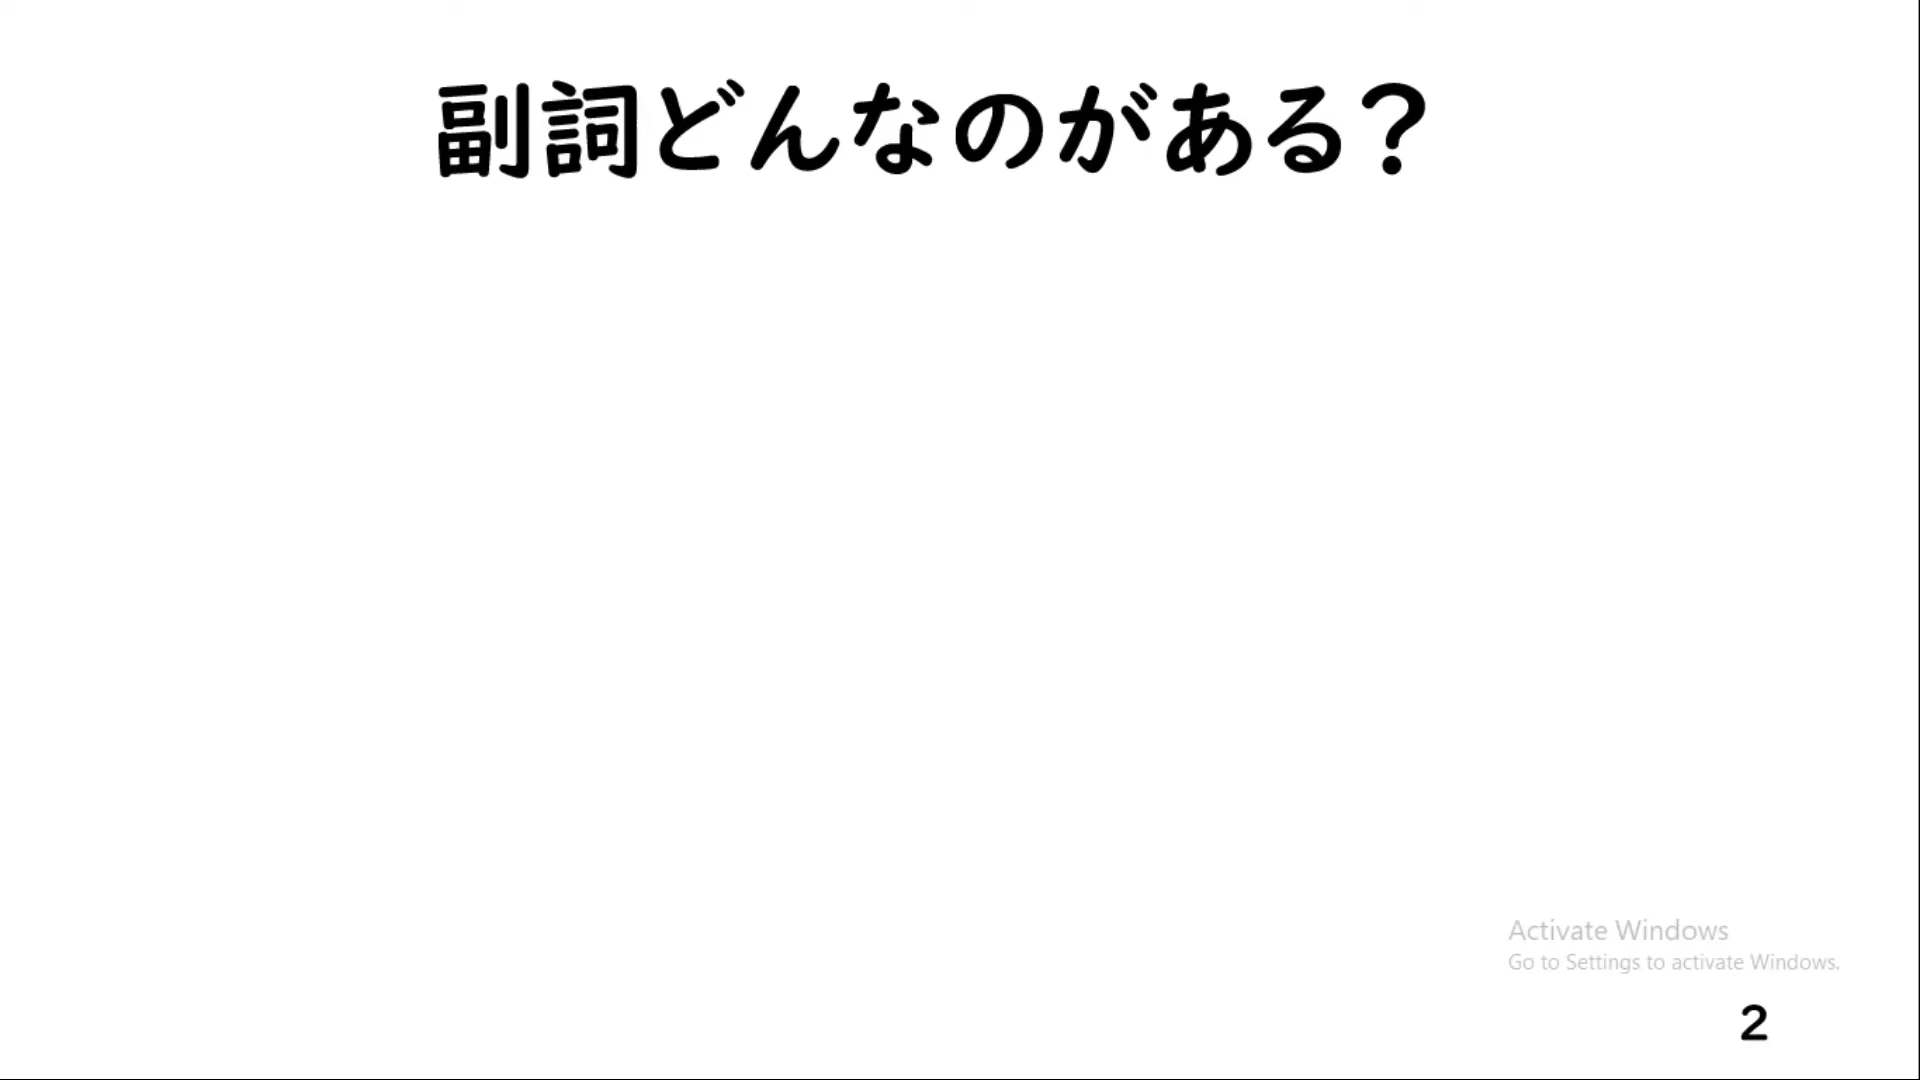 副詞どんなのがある？
Activate Windows
Go to Settings to activate Windows.
2